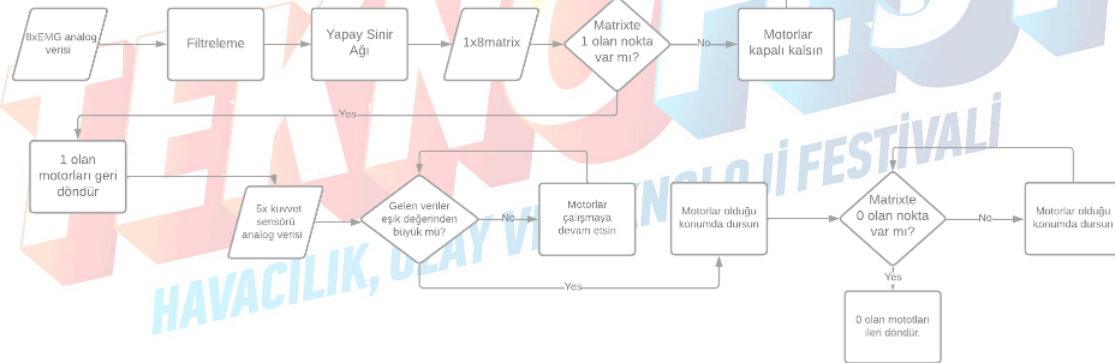 8xEMG analog
verisi
Filtreleme
Yapay Sinir
Ağı
1x8matrix
Matrixte
1 olan nokta
var mı?
No
Motorlar
kapalı kalsın
Yes
1 olan
motorları geri
döndür
5x kuvvet
sensörü
analog verisi
Gelen veriler
eşik değerinden
büyük mü?
No
Motorlar
çalışmaya
devam etsin
Yes
Motorlar olduğu
konumda dursun
Matrixte
0 olan nokta
var mı?
No
Motorlar olduğu
konumda dursun
Yes
0 olan mototları
ileri döndür.
TEKNOFEST
HAVACILIK, UZAY VE TEKNOLOJİ FESTİVALİ